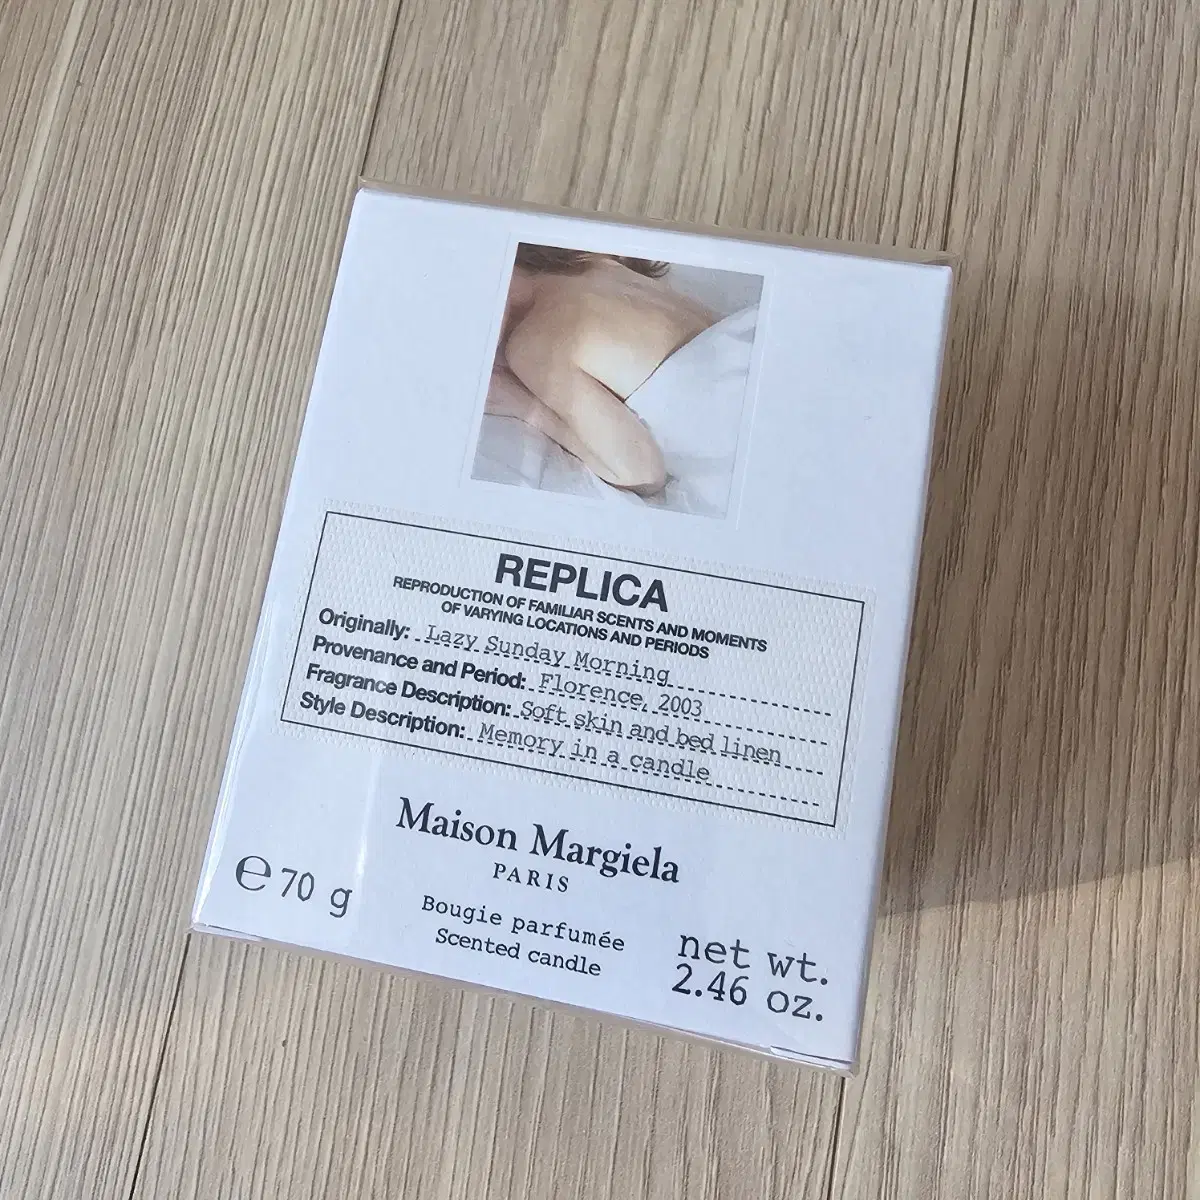 REPLICA
REPRODUCTION OF FAMILIAR SCENTS AND MOMENTS
OF VARYING LOCATIONS AND PERIODS
Originally: Lazy Sunday Morning
Provenance and Period: Florence, 2003
Fragrance Description: Soft skin and bed linen
Style Description: Memory in a candle
Maison Margiela
PARIS
℮ 70 g
Bougie parfumée
Scented candle
net wt.
2.46 oz.